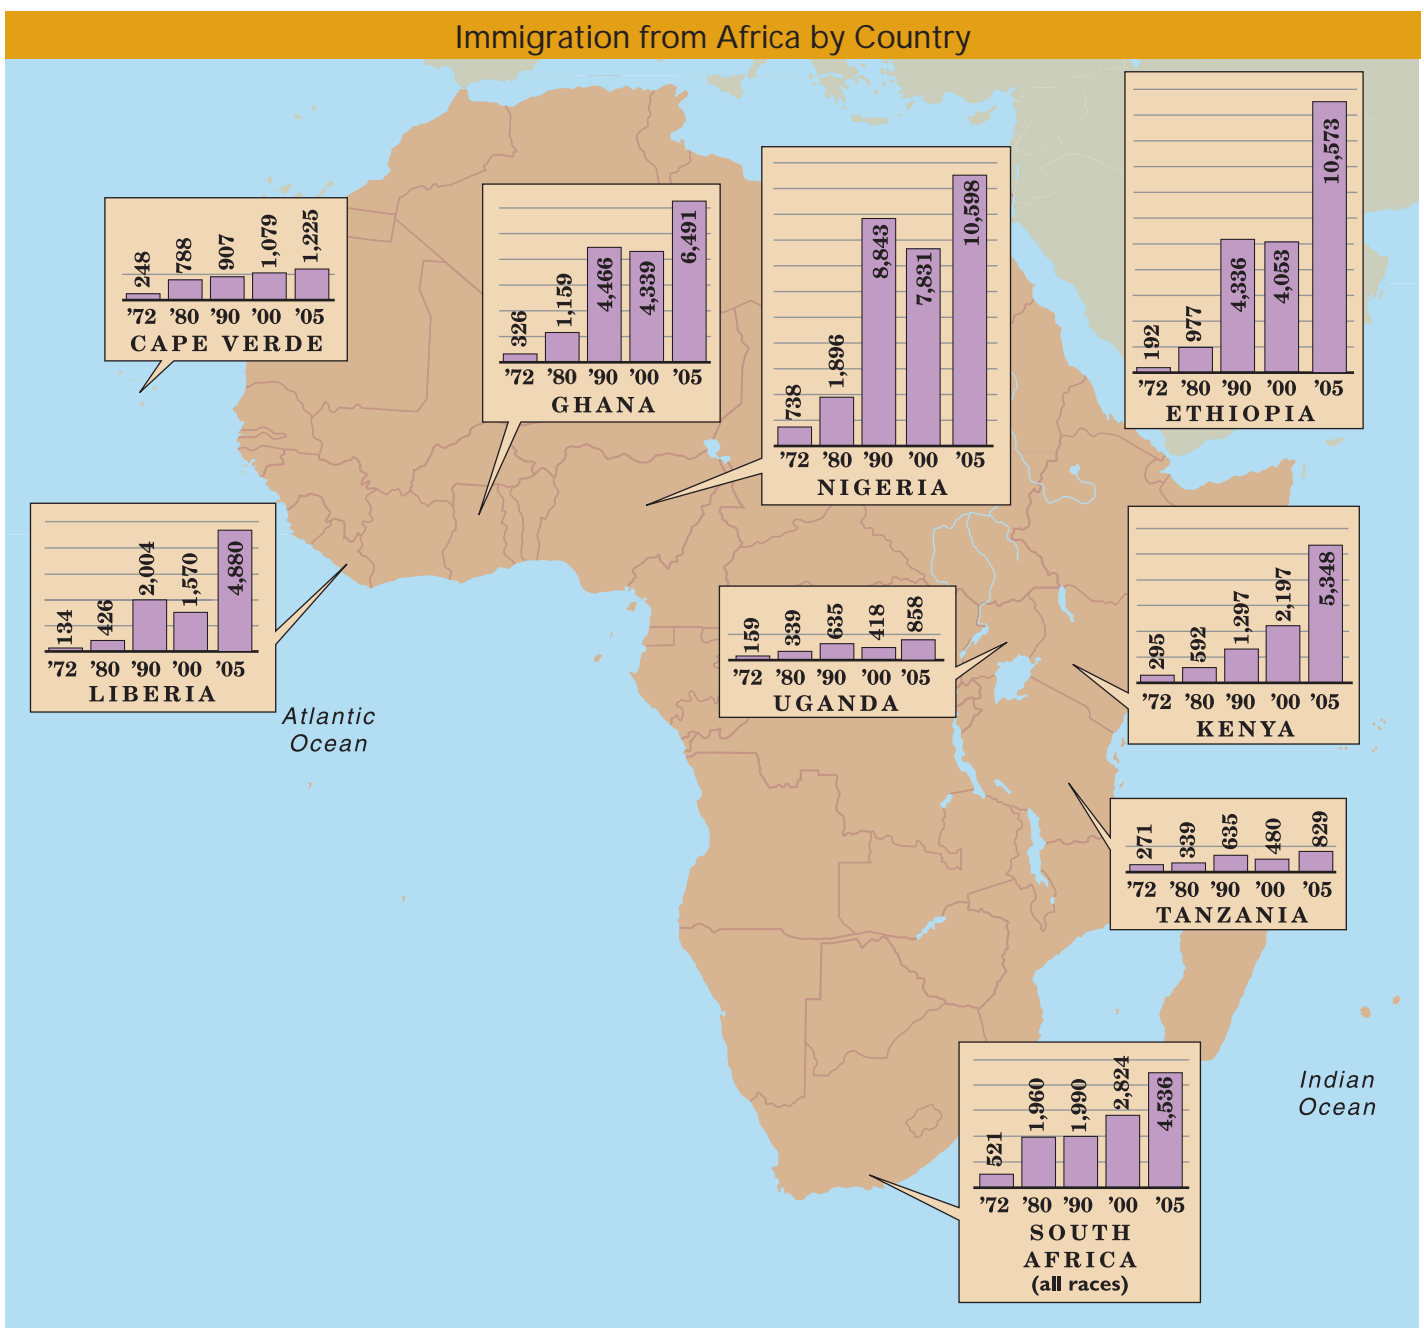 Immigration from Africa by Country
248 788 907 1,079 1,225
’72 ’80 ’90 ’00 ’05
CAPE VERDE
326 1,159 4,466 4,339 6,491
’72 ’80 ’90 ’00 ’05
GHANA
738 1,896 8,843 7,831 10,598
’72 ’80 ’90 ’00 ’05
NIGERIA
192 977 4,336 4,053 10,573
’72 ’80 ’90 ’00 ’05
ETHIOPIA
134 426 2,004 1,570 4,880
’72 ’80 ’90 ’00 ’05
LIBERIA
Atlantic
Ocean
159 339 635 418 858
’72 ’80 ’90 ’00 ’05
UGANDA
295 592 1,297 2,197 5,348
’72 ’80 ’90 ’00 ’05
KENYA
271 339 635 480 829
’72 ’80 ’90 ’00 ’05
TANZANIA
521 1,960 1,990 2,824 4,536
’72 ’80 ’90 ’00 ’05
SOUTH
AFRICA
(all races)
Indian
Ocean